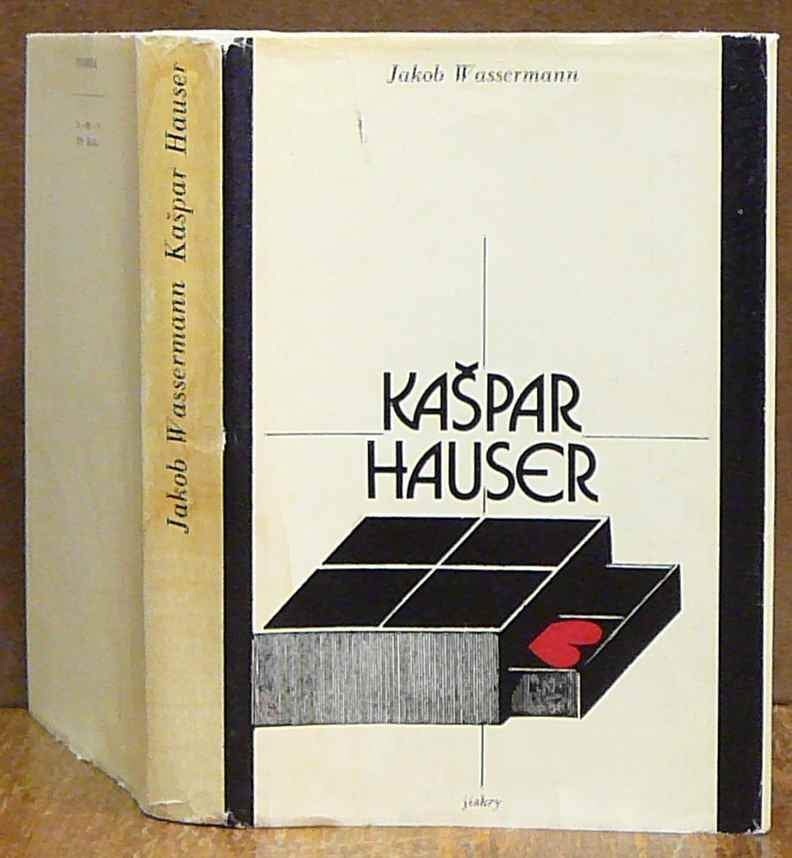 Jakob Wassermann Kašpar Hauser
Jakob Wassermann
KAŠPAR
HAUSER
jiskry